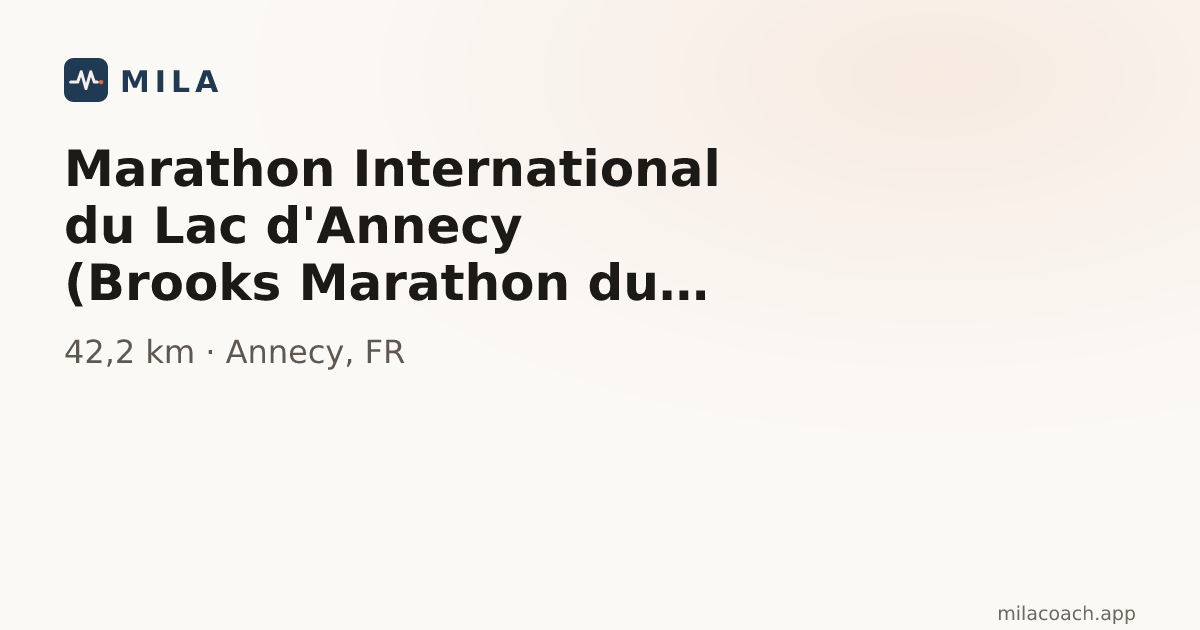 MILA
Marathon International
du Lac d'Annecy
(Brooks Marathon du…
42,2 km · Annecy, FR
milacoach.app